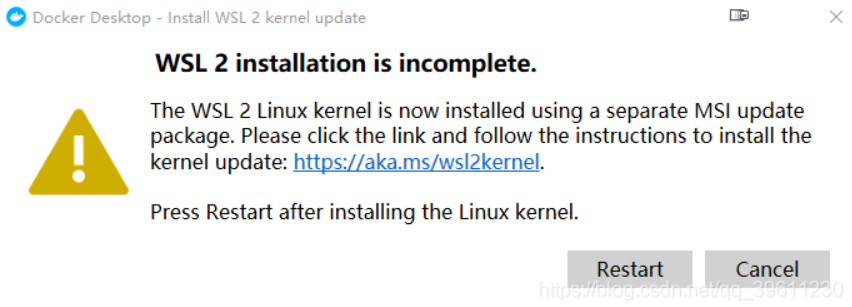 Docker Desktop - Install WSL 2 kernel update
WSL 2 installation is incomplete.
The WSL 2 Linux kernel is now installed using a separate MSI update
package. Please click the link and follow the instructions to install the
kernel update: https://aka.ms/wsl2kernel.
Press Restart after installing the Linux kernel.
Restart Cancel
https://blog.csdn.net/qq_39611230